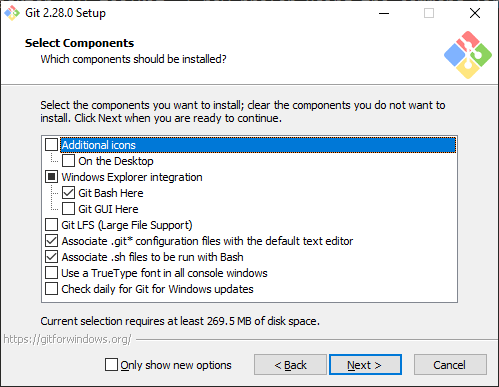 Git 2.28.0 Setup
Select Components
Which components should be installed?
Select the components you want to install; clear the components you do not want to
install. Click Next when you are ready to continue.
Additional icons
On the Desktop
Windows Explorer integration
Git Bash Here
Git GUI Here
Git LFS (Large File Support)
Associate .git* configuration files with the default text editor
Associate .sh files to be run with Bash
Use a TrueType font in all console windows
Check daily for Git for Windows updates
Current selection requires at least 269.5 MB of disk space.
https://gitforwindows.org/
Only show new options
< Back
Next >
Cancel